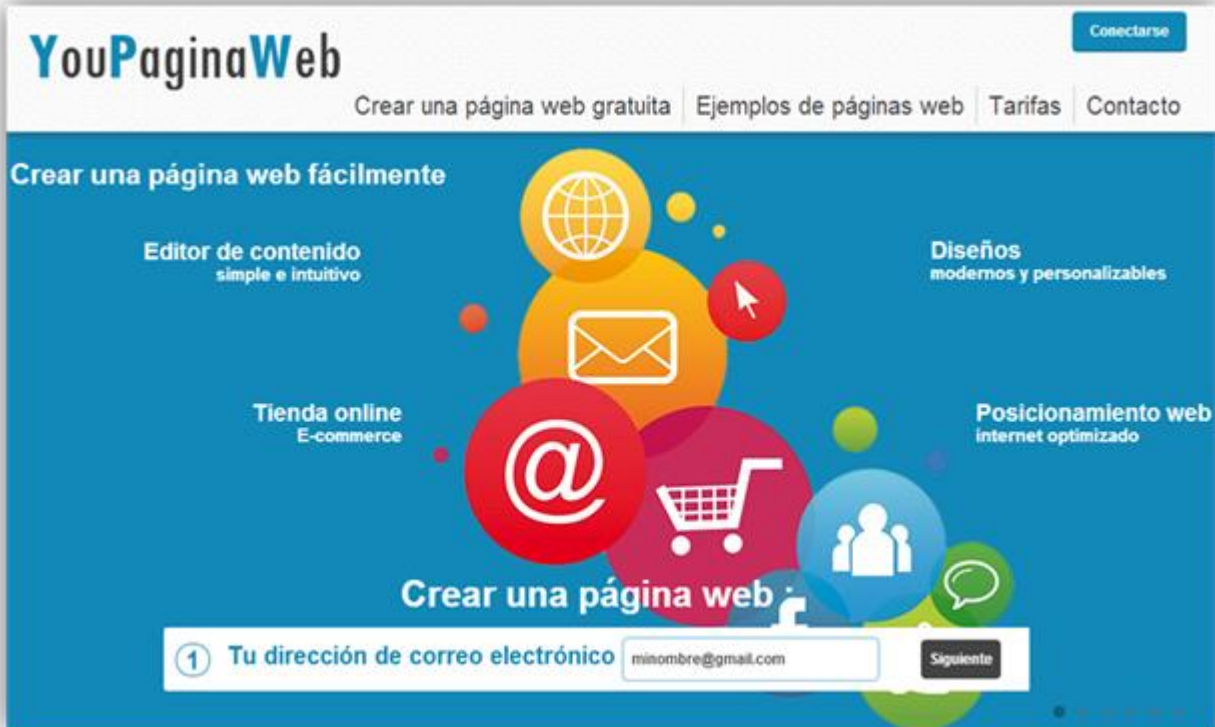 Conectarse
YouPaginaWeb
Crear una página web gratuita Ejemplos de páginas web Tarifas Contacto
Crear una página web fácilmente
Editor de contenido
simple e intuitivo
Diseños
modernos y personalizables
Tienda online
E-commerce
Posicionamiento web
internet optimizado
@
Crear una página web :
1 Tu dirección de correo electrónico minombre@gmail.com Siguiente